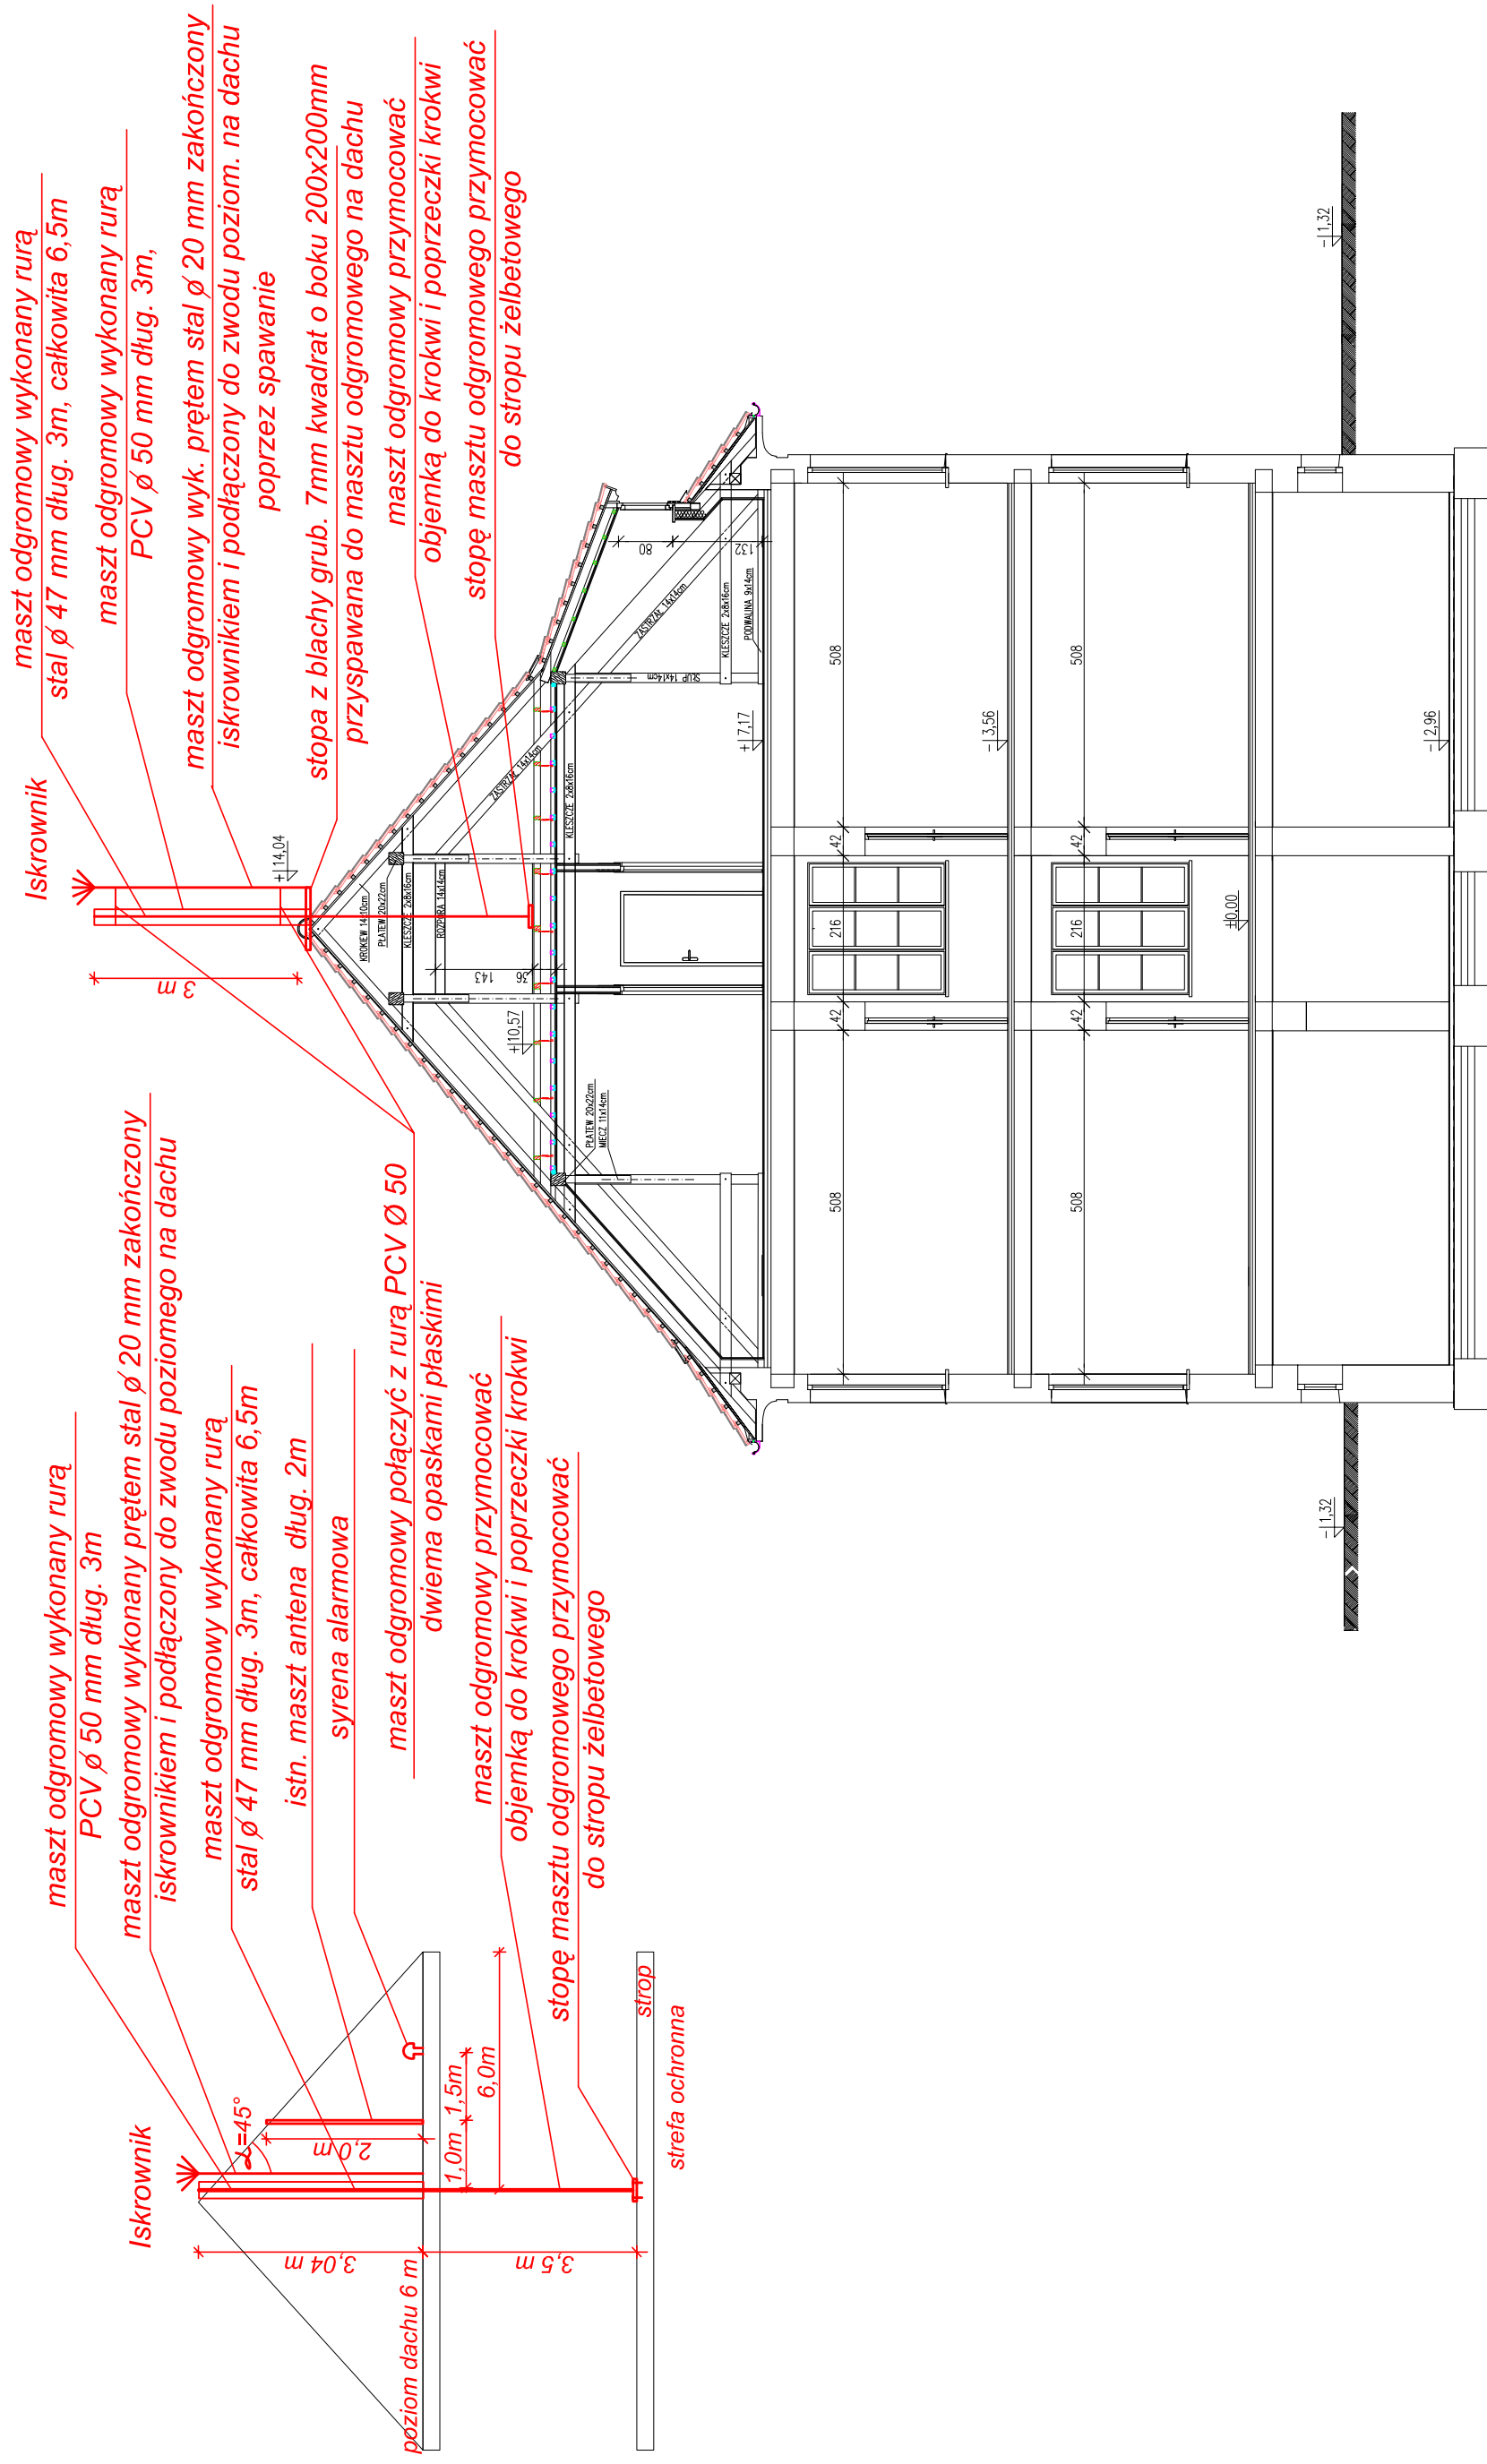 Iskrownik
maszt odgromowy wykonany rurą
PCV ø 50 mm dług. 3m
maszt odgromowy wykonany prętem stal ø 20 mm zakończony
iskrownikiem i podłączony do zwodu poziomego na dachu
maszt odgromowy wykonany rurą
stal ø 47 mm dług. 3m, całkowita 6,5m
istn. maszt antena dług. 2m
syrena alarmowa
maszt odgromowy połączyć z rurą PCV Ø 50
dwiema opaskami płaskimi
maszt odgromowy przymocować
objemką do krokwi i poprzeczki krokwi
stopę masztu odgromowego przymocować
do stropu żelbetowego
=45°
2,0 m
3,04 m
3,5 m
1,0m
1,5m
6,0m
poziom dachu 6 m
strop
strefa ochronna
Iskrownik
maszt odgromowy wykonany rurą
stal ø 47 mm dług. 3m, całkowita 6,5m
maszt odgromowy wykonany rurą
PCV ø 50 mm dług. 3m,
maszt odgromowy wyk. prętem stal ø 20 mm zakończony
iskrownikiem i podłączony do zwodu poziom. na dachu
poprzez spawanie
stopa z blachy grub. 7mm kwadrat o boku 200x200mm
przyspawana do masztu odgromowego na dachu
maszt odgromowy przymocować
objemką do krokwi i poprzeczki krokwi
stopę masztu odgromowego przymocować
do stropu żelbetowego
3 m
+14,04
KROKIEW 14x10cm
PŁATEW 20x22cm
KLESZCZE 2x8x16cm
ROZPORA 14x14cm
143
36
+10,57
ZASTRZAŁ 14x14cm
KLESZCZE 2x8x16cm
PŁATEW 20x22cm
MIECZ 11x14cm
SŁUP 14x14cm
ZASTRZAŁ 14x14cm
KLESZCZE 2x8x16cm
PODWALINA 9x14cm
80
132
+7,17
508
42
216
42
508
-3,56
508
42
216
42
508
±0,00
-1,32
-1,32
-2,96